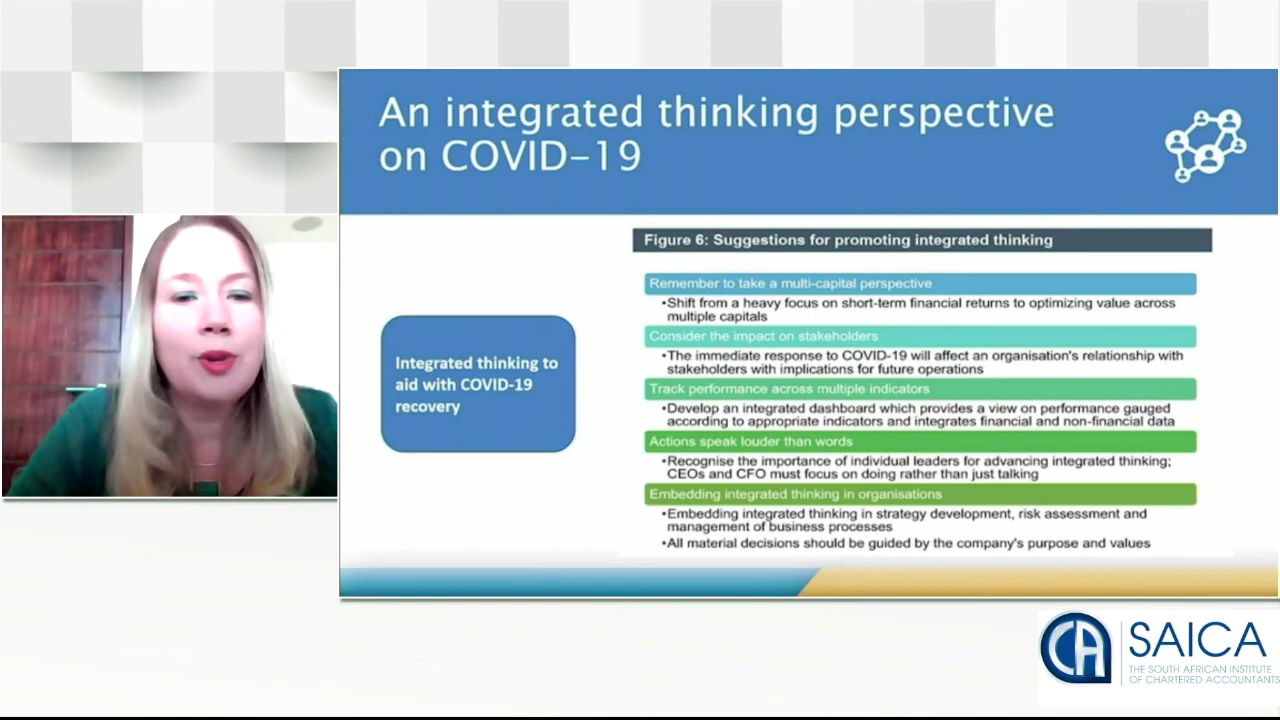 An integrated thinking perspective
on COVID-19
Figure 6: Suggestions for promoting integrated thinking
Remember to take a multi-capital perspective
•Shift from a heavy focus on short-term financial returns to optimizing value across
multiple capitals
Consider the impact on stakeholders
•The immediate response to COVID-19 will affect an organisation's relationship with
stakeholders with implications for future operations
Track performance across multiple indicators
•Develop an integrated dashboard which provides a view on performance gauged
according to appropriate indicators and integrates financial and non-financial data
Actions speak louder than words
•Recognise the importance of individual leaders for advancing integrated thinking;
CEOs and CFO must focus on doing rather than just talking
Embedding integrated thinking in organisations
•Embedding integrated thinking in strategy development, risk assessment and
management of business processes
•All material decisions should be guided by the company's purpose and values
Integrated thinking to
aid with COVID-19
recovery
CA
SAICA
THE SOUTH AFRICAN INSTITUTE
OF CHARTERED ACCOUNTANTS